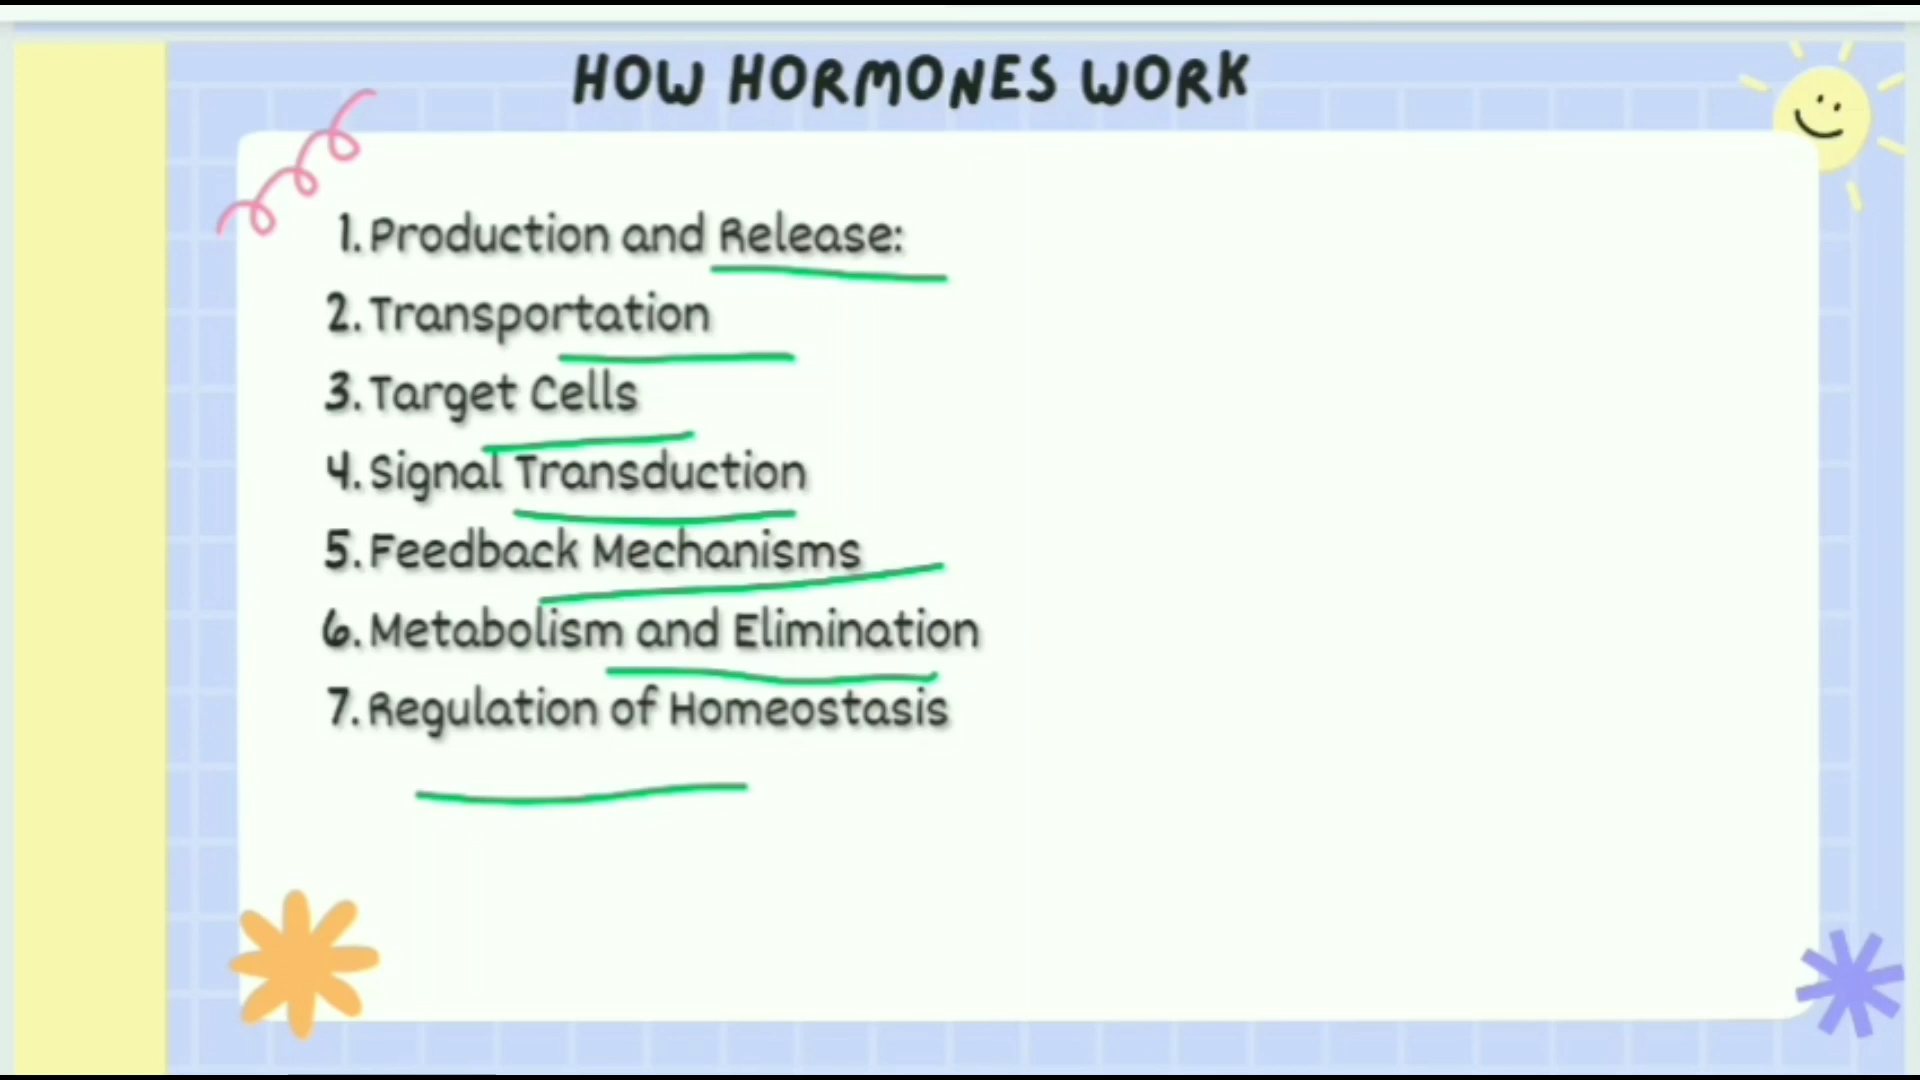 HOW HORMONES WORK
1. Production and Release:
2. Transportation
3. Target Cells
4. Signal Transduction
5. Feedback Mechanisms
6. Metabolism and Elimination
7. Regulation of Homeostasis